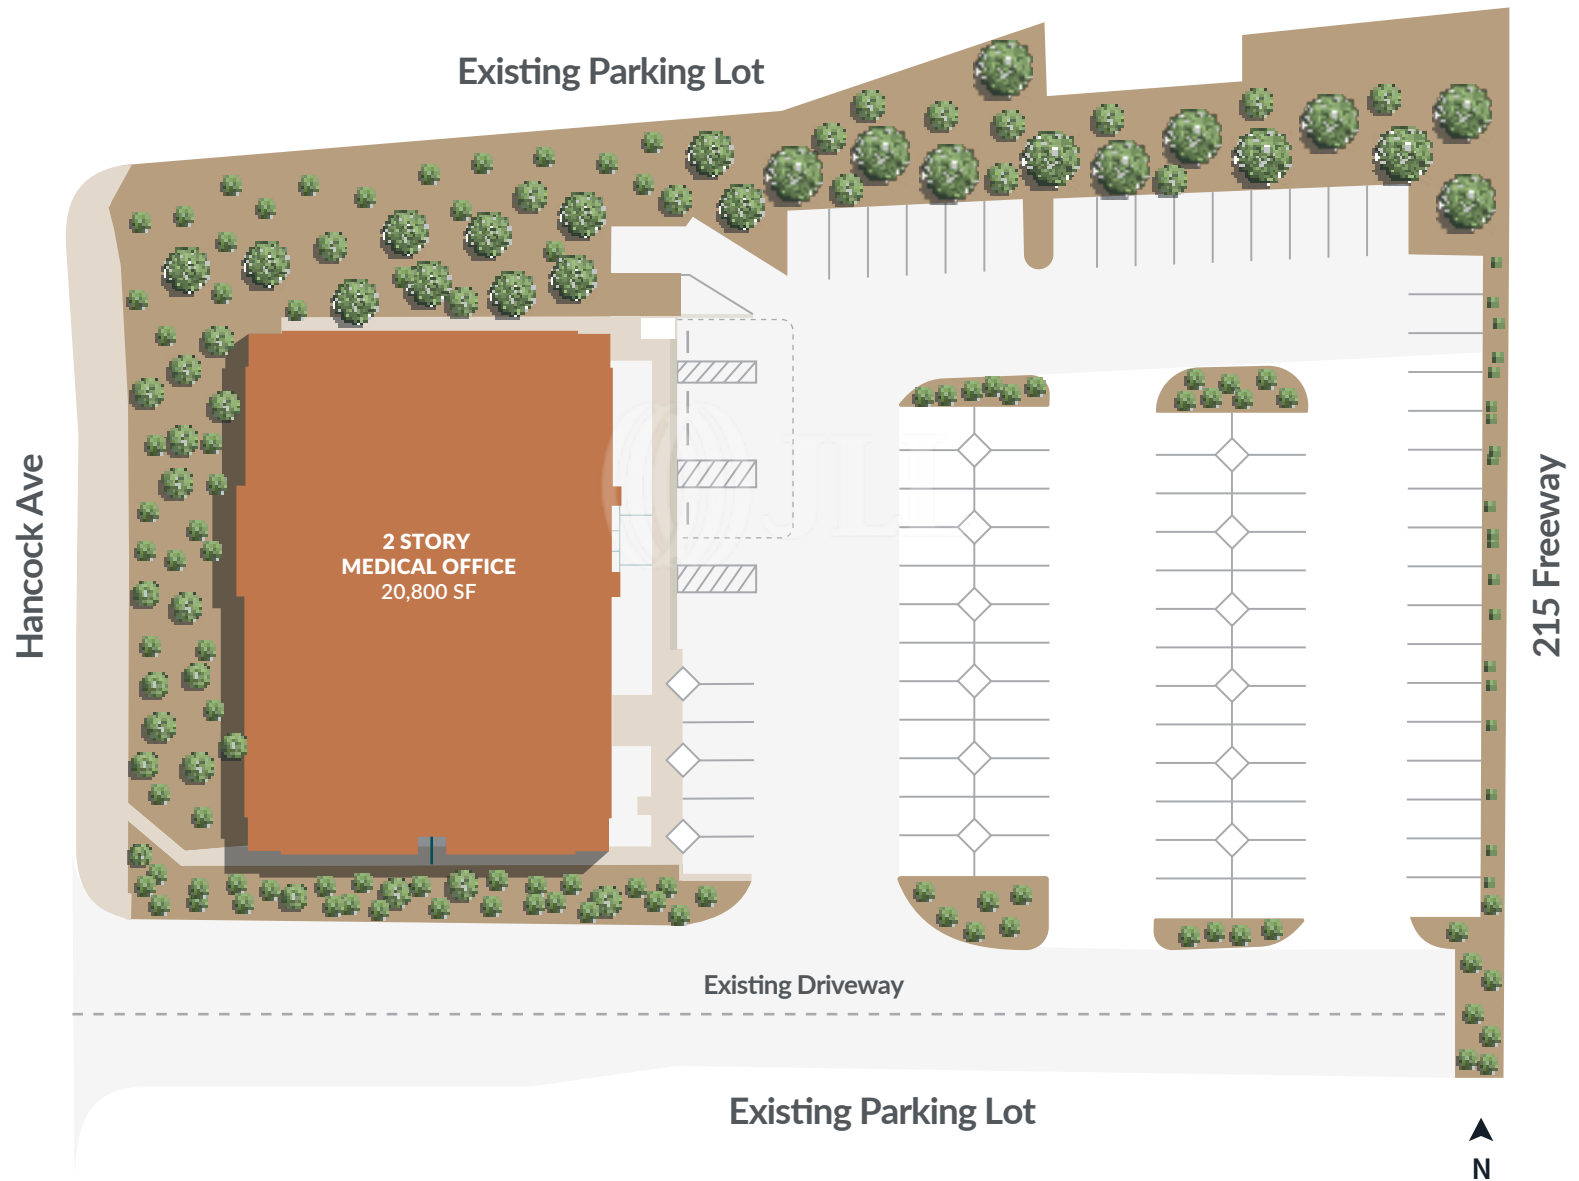 Existing Parking Lot
Hancock Ave
2 STORY
MEDICAL OFFICE
20,800 SF
JLL
215 Freeway
Existing Driveway
Existing Parking Lot
N